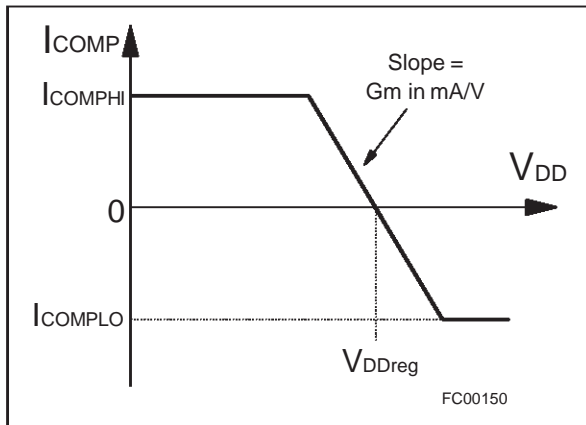 ICOMP
Slope =
Gm in mA/V
ICOMPHI
VDD
0
ICOMPLO
VDDreg
FC00150